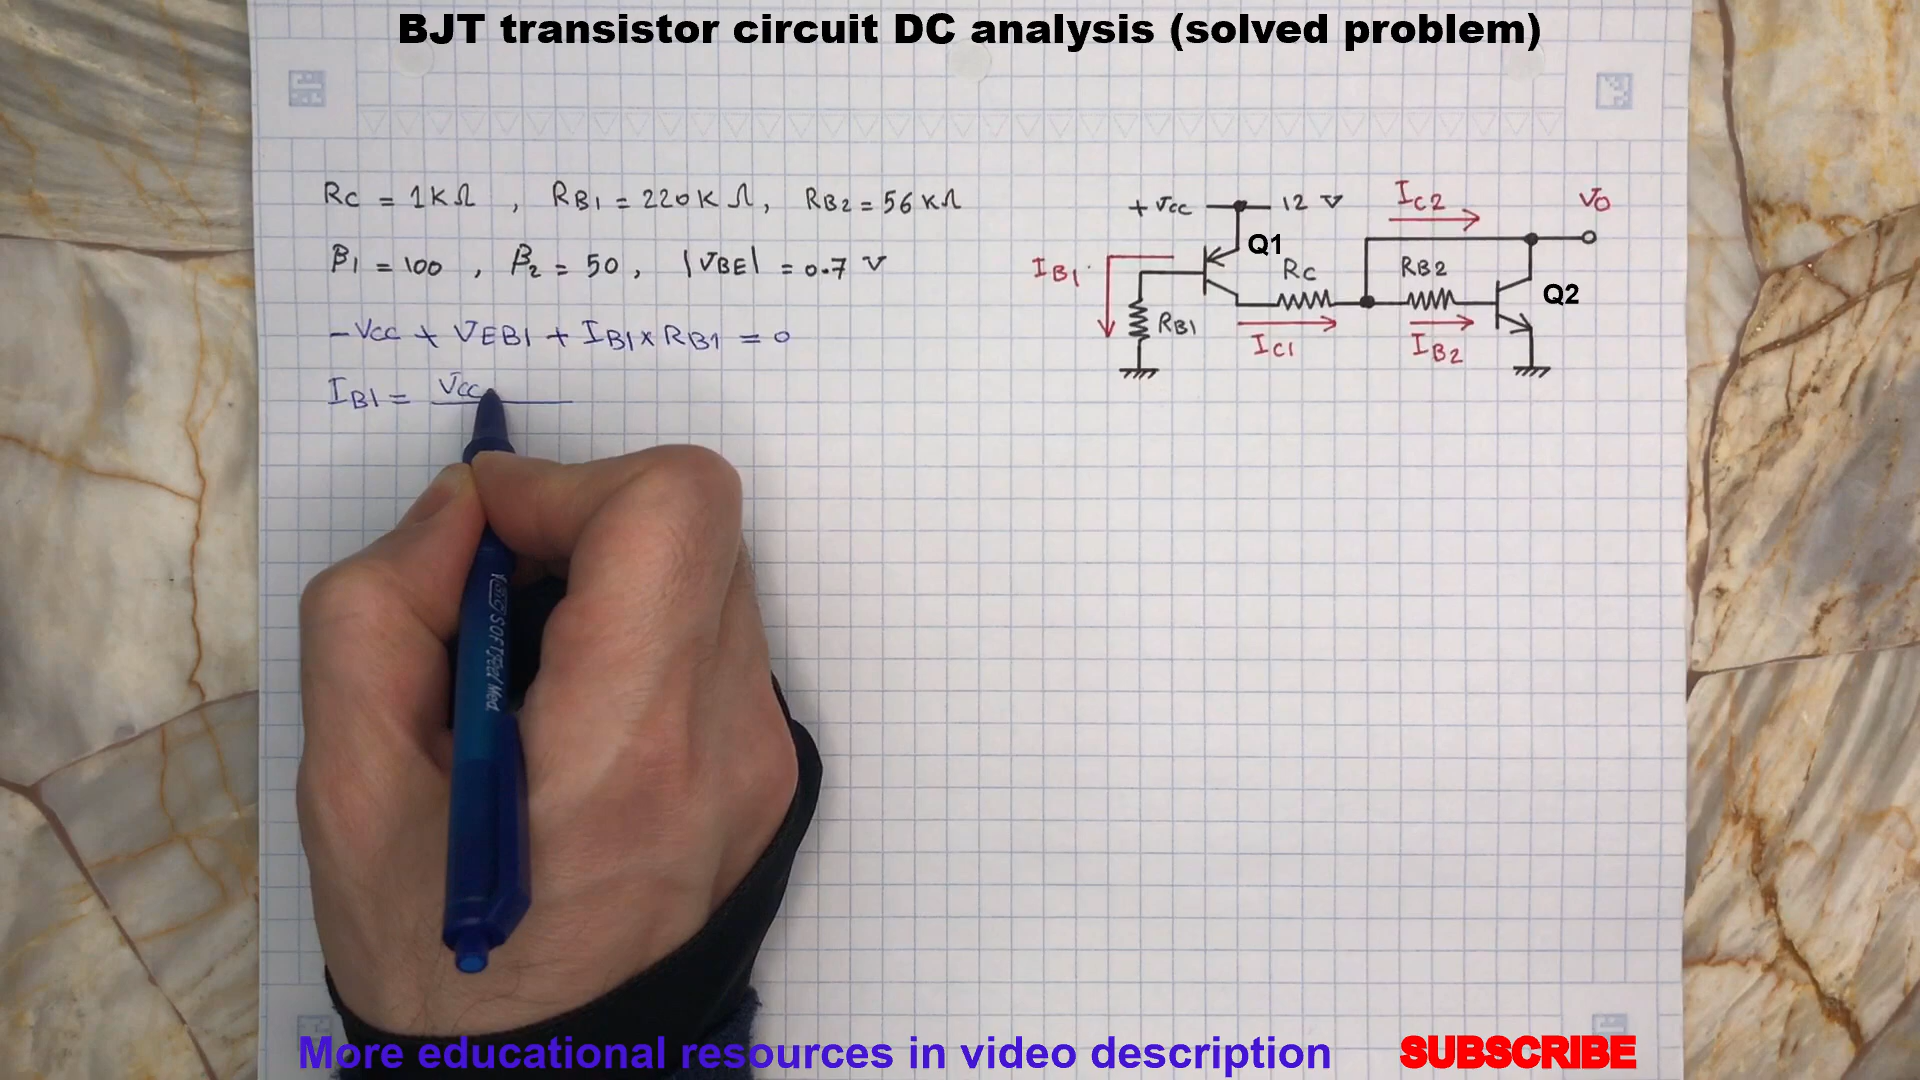 BJT transistor circuit DC analysis (solved problem)
RC = 1KΩ , RB1 = 220KΩ, RB2 = 56KΩ
β1 = 100 , β2 = 50 , |VBE| = 0.7 V
-VCC + VEB1 + IB1 x RB1 = 0
IB1 = VCC
+VCC 12 V
IC2
VO
Q1
IB1
RC
RB2
Q2
RB1
IC1
IB2
More educational resources in video description
SUBSCRIBE